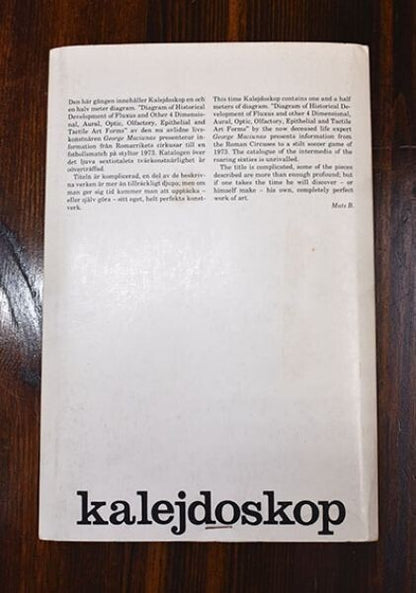 Den här gången innehåller Kalejdoskop en och
en halv meter diagram. "Diagram of Historical
Development of Fluxus and Other 4 Dimensio-
nal, Aural, Optic, Olfactory, Epithelial and
Tactile Art Forms" av den nu avlidne livs-
konstnären George Maciunas presenterar in-
formation från Romarrikets cirkusar till en
fotbollsmatch på styltor 1973. Katalogen över
det ljuva sextiotalets tvärkonstnärlighet är
oöverträffad.
Titeln är komplicerad, en del av de beskriv-
na verken är mer än tillräckligt djupa; men om
man ger sig tid kommer man att upptäcka –
eller själv göra – sitt eget, helt perfekta konst-
verk.
This time Kalejdoskop contains one and a half
meters of diagram. "Diagram of Historical De-
velopment of Fluxus and other 4 Dimensional,
Aural, Optic, Olfactory, Epithelial and Tactile
Art Forms" by the now deceased life expert
George Maciunas presents information from
the Roman Circuses to a stilt soccer game of
1973. The catalogue of the intermedia of the
roaring sixties is unrivalled.
The title is complicated, some of the pieces
described are more than enough profound; but
if one takes the time he will discover – or
himself make – his own, completely perfect
work of art.
Mats B.
kalejdoskop